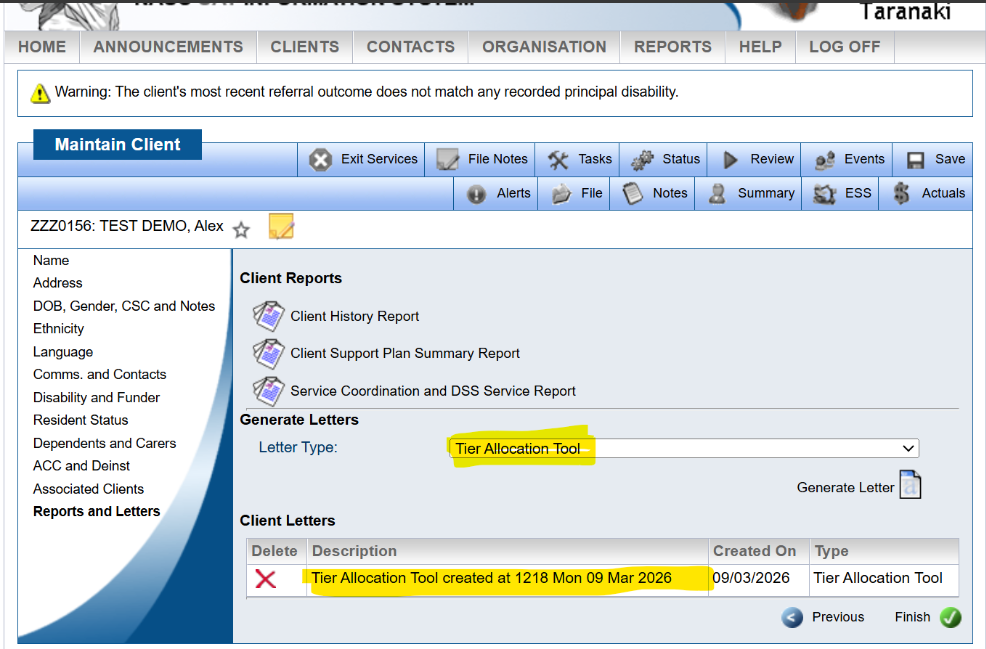 INFORMATION SYSTEM
Taranaki
HOME ANNOUNCEMENTS CLIENTS CONTACTS ORGANISATION REPORTS HELP LOG OFF
Warning: The client's most recent referral outcome does not match any recorded principal disability.
Maintain Client
Exit Services File Notes Tasks Status Review Events Save
Alerts File Notes Summary ESS Actuals
ZZZ0156: TEST DEMO, Alex
Name
Address
DOB, Gender, CSC and Notes
Ethnicity
Language
Comms. and Contacts
Disability and Funder
Resident Status
Dependents and Carers
ACC and Deinst
Associated Clients
Reports and Letters
Client Reports
Client History Report
Client Support Plan Summary Report
Service Coordination and DSS Service Report
Generate Letters
Letter Type: Tier Allocation Tool
Generate Letter
Client Letters
Delete Description Created On Type
Tier Allocation Tool created at 1218 Mon 09 Mar 2026 09/03/2026 Tier Allocation Tool
Previous Finish